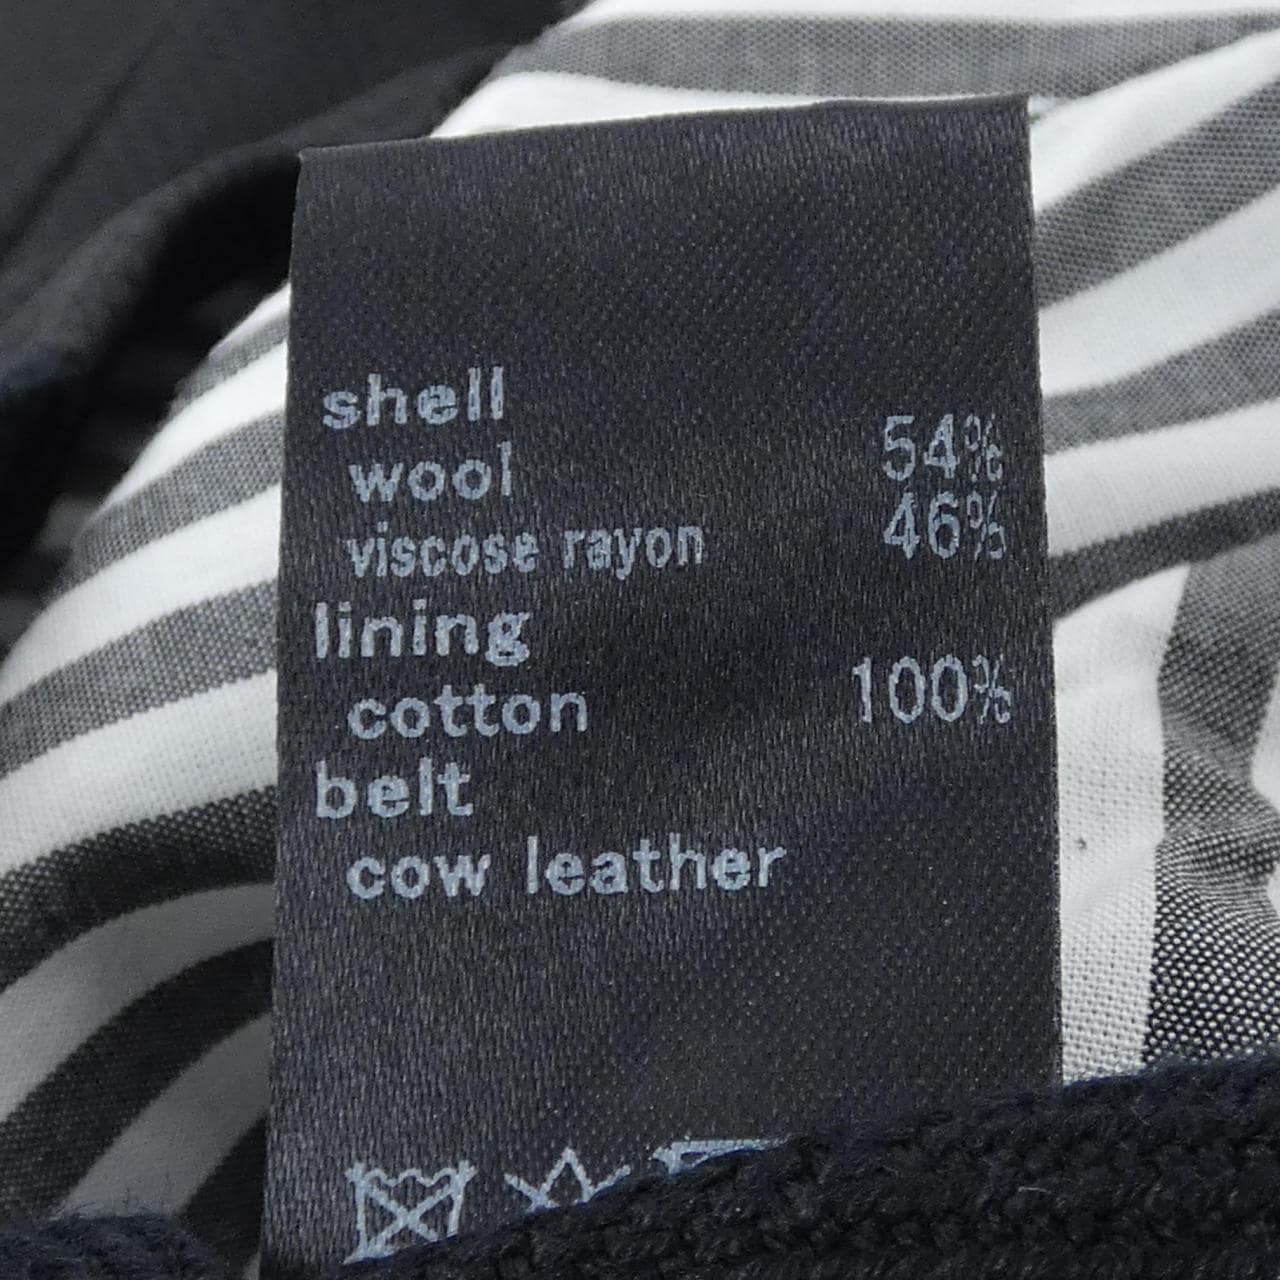 shell
wool 54%
viscose rayon 46%
lining
cotton 100%
belt
cow leather